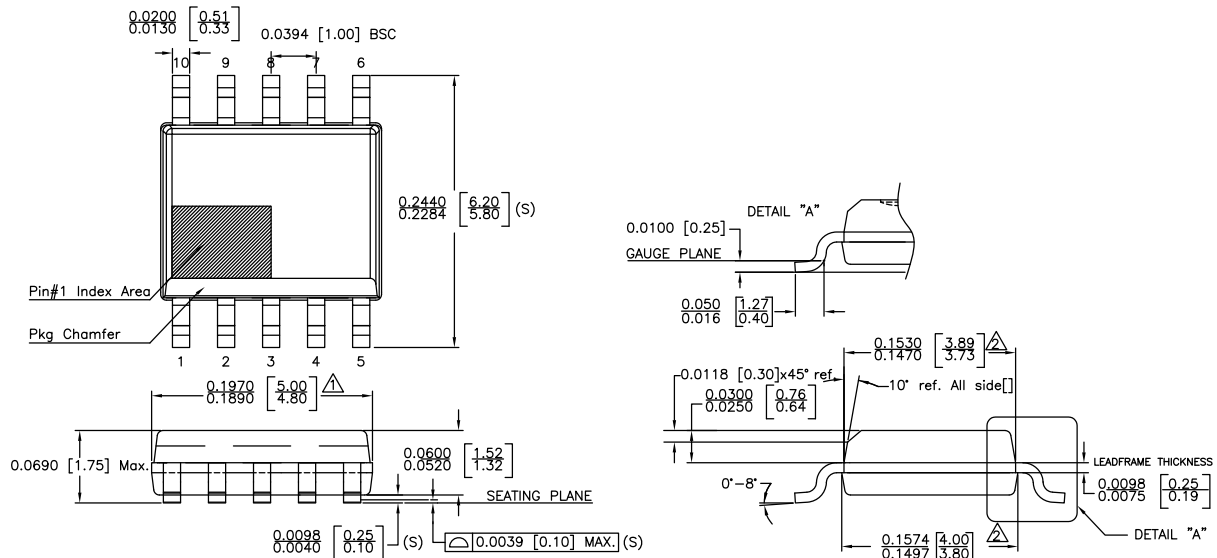 0.0200 [0.51]
0.0130 [0.33]
0.0394 [1.00] BSC
10 9 8 7 6
0.2440 [6.20] (S)
0.2284 [5.80]
Pin#1 Index Area
Pkg Chamfer
1 2 3 4 5
0.1970 [5.00] 1
0.1890 [4.80]
0.0690 [1.75] Max.
0.0600 [1.52]
0.0520 [1.32]
SEATING PLANE
0.0098 [0.25] (S)
0.0040 [0.10]
0.0039 [0.10] MAX. (S)
DETAIL "A"
0.0100 [0.25]
GAUGE PLANE
0.050 [1.27]
0.016 [0.40]
0.1530 [3.89] 2
0.1470 [3.73]
0.0118 [0.30]x45° ref.
10° ref. All side[]
0.0300 [0.76]
0.0250 [0.64]
0°-8°
LEADFRAME THICKNESS
0.0098 [0.25]
0.0075 [0.19]
DETAIL "A"
0.1574 [4.00] 2
0.1497 [3.80]